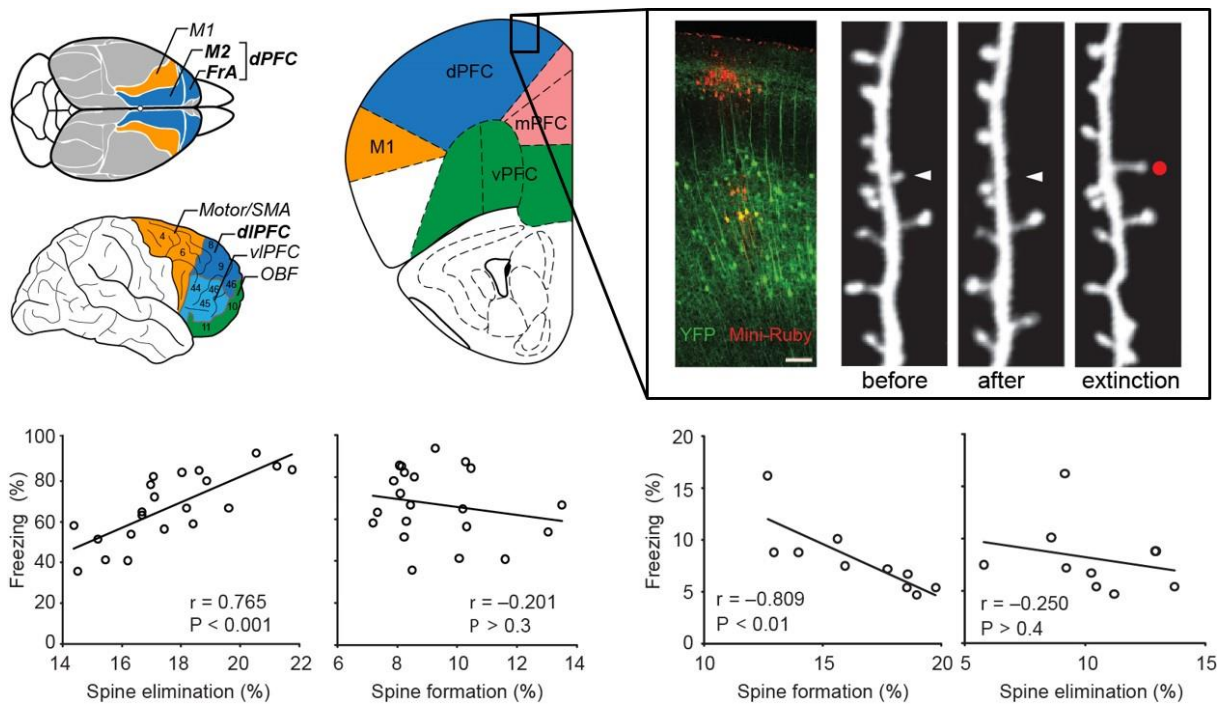 M1
M2
FrA
dPFC
Motor/SMA
dlPFC
vlPFC
OBF
4
6
8
9
44
46
46
45
10
11
dPFC
mPFC
M1
vPFC
YFP
Mini-Ruby
before
after
extinction
Freezing (%)
100
80
60
40
20
0
r = 0.765
P < 0.001
14
16
18
20
22
Spine elimination (%)
r = –0.201
P > 0.3
6
8
10
12
14
Spine formation (%)
Freezing (%)
20
15
10
5
0
r = –0.809
P < 0.01
10
15
20
Spine formation (%)
r = –0.250
P > 0.4
5
10
15
Spine elimination (%)